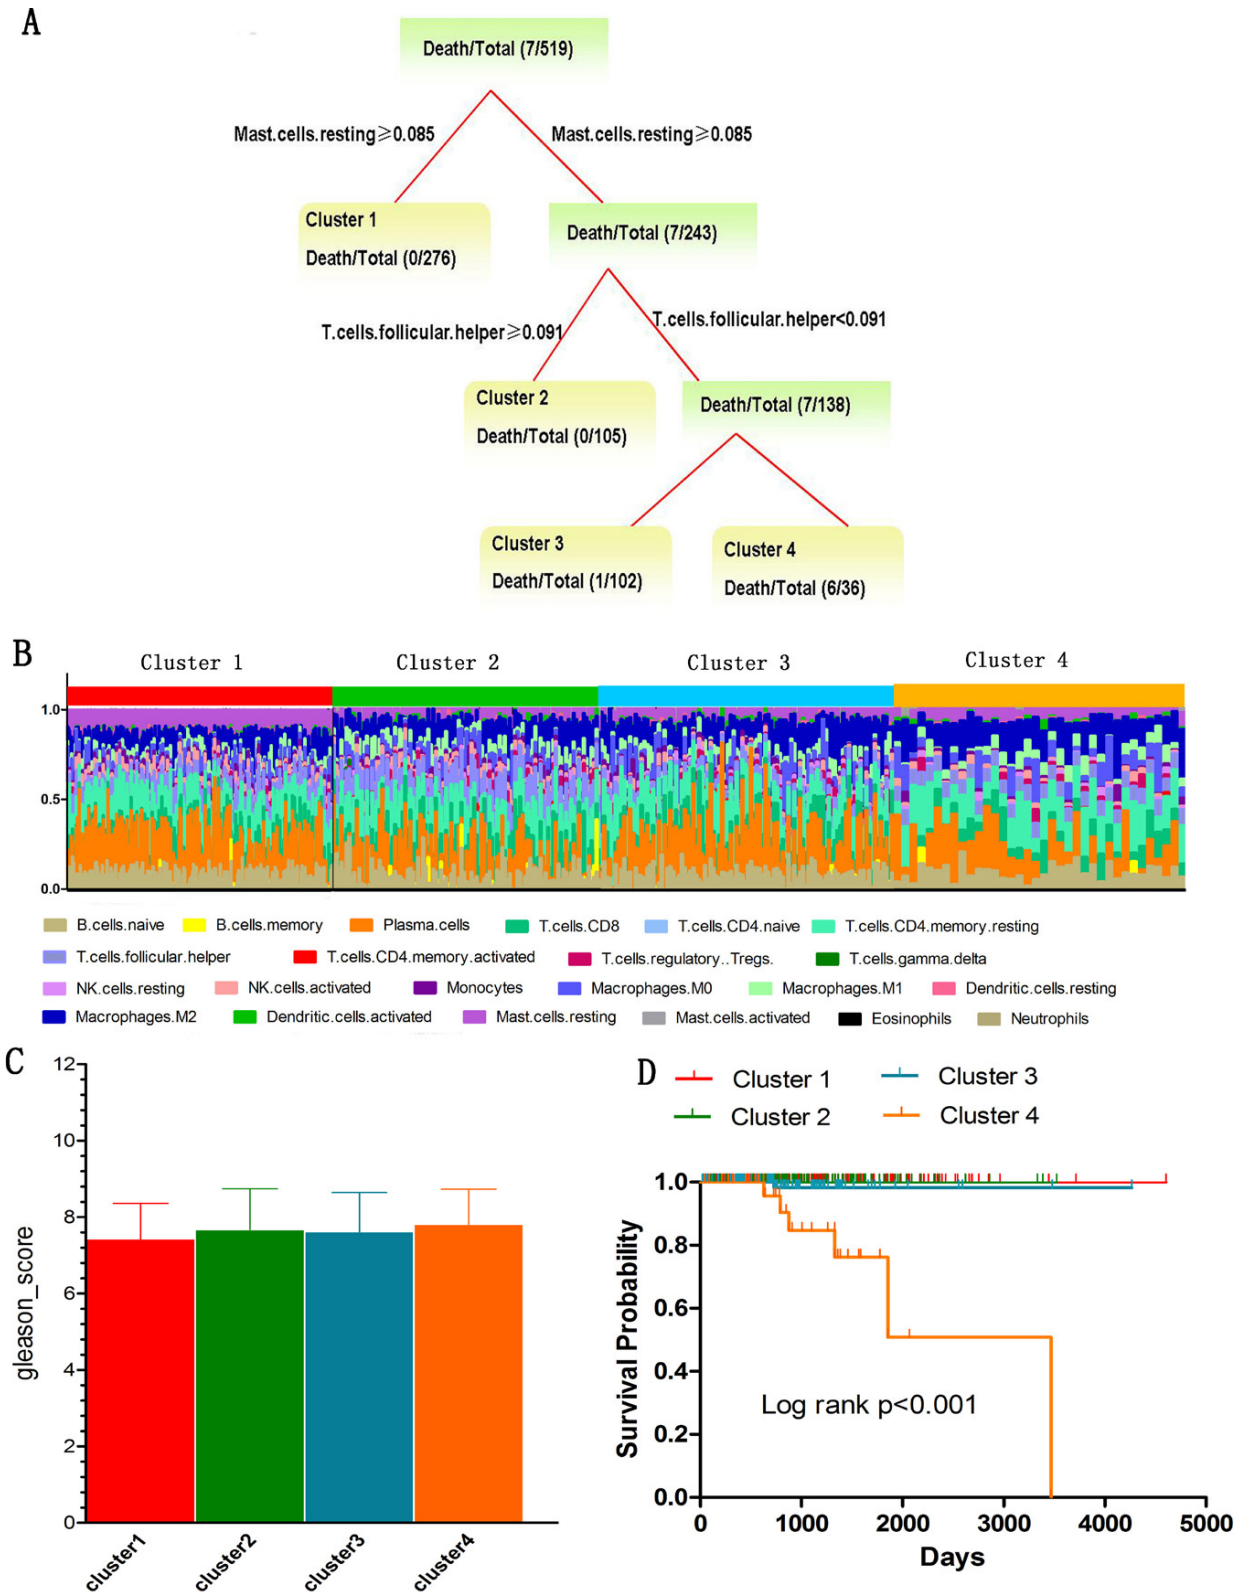 A
Death/Total (7/519)
Mast.cells.resting≥0.085
Mast.cells.resting≥0.085
Cluster 1
Death/Total (0/276)
Death/Total (7/243)
T.cells.follicular.helper≥0.091
T.cells.follicular.helper<0.091
Cluster 2
Death/Total (0/105)
Death/Total (7/138)
Cluster 3
Death/Total (1/102)
Cluster 4
Death/Total (6/36)
B
Cluster 1 Cluster 2 Cluster 3 Cluster 4
1.0
0.5
0.0
B.cells.naive B.cells.memory Plasma.cells T.cells.CD8 T.cells.CD4.naive T.cells.CD4.memory.resting
T.cells.follicular.helper T.cells.CD4.memory.activated T.cells.regulatory..Tregs. T.cells.gamma.delta
NK.cells.resting NK.cells.activated Monocytes Macrophages.M0 Macrophages.M1 Dendritic.cells.resting
Macrophages.M2 Dendritic.cells.activated Mast.cells.resting Mast.cells.activated Eosinophils Neutrophils
C
gleason_score
12
10
8
6
4
2
0
cluster1 cluster2 cluster3 cluster4
D
Cluster 1 Cluster 3
Cluster 2 Cluster 4
Survival Probability
1.0
0.8
0.6
0.4
0.2
0.0
Log rank p<0.001
0 1000 2000 3000 4000 5000
Days